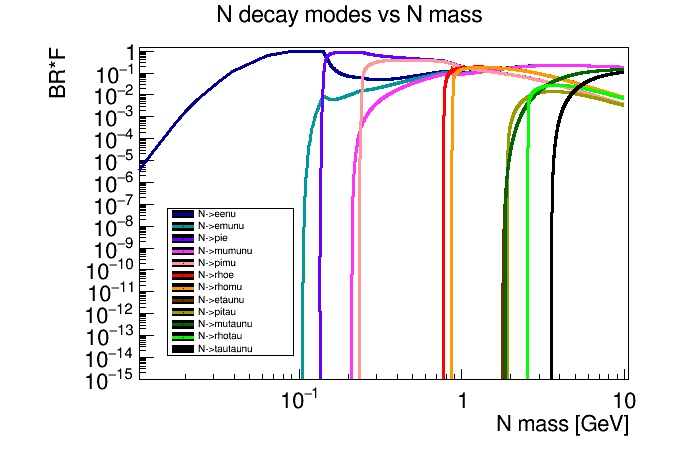 N decay modes vs N mass
BR*F
1
10⁻¹
10⁻²
10⁻³
10⁻⁴
10⁻⁵
10⁻⁶
10⁻⁷
10⁻⁸
10⁻⁹
10⁻¹⁰
10⁻¹¹
10⁻¹²
10⁻¹³
10⁻¹⁴
10⁻¹⁵
N->eenu
N->emunu
N->pie
N->mumunu
N->pimu
N->rhoe
N->rhomu
N->etaunu
N->pitau
N->mutaunu
N->rhotau
N->tautaunu
10⁻¹ 1 10
N mass [GeV]